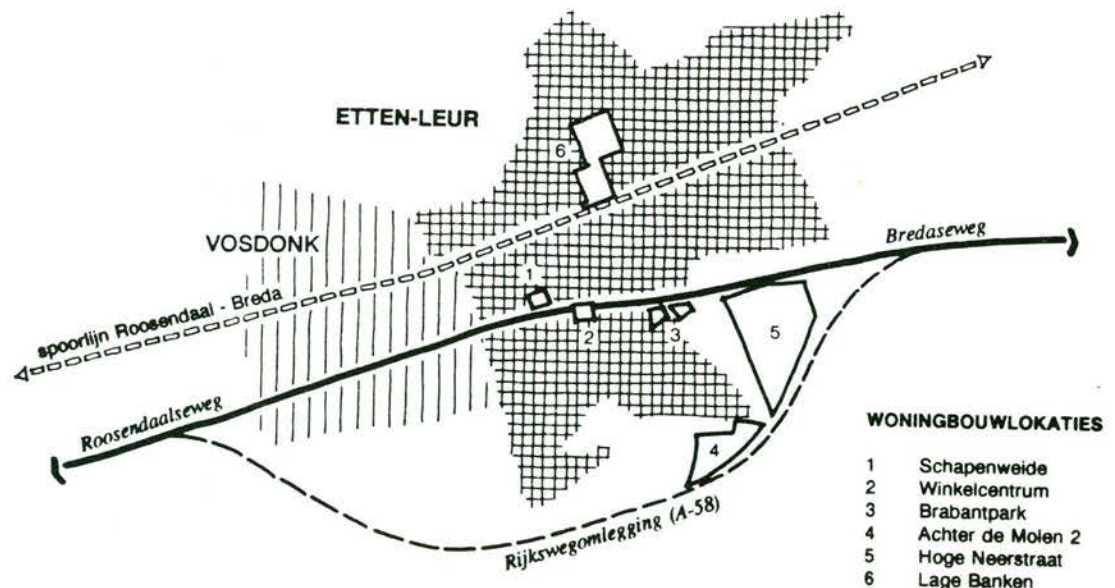 ETTEN-LEUR
6
VOSDONK
Bredaseweg
1
spoorlijn Roosendaal - Breda
2
3
5
Roosendaalseweg
4
Rijkswegomlegging (A-58)
WONINGBOUWLOKATIES
1 Schapenweide
2 Winkelcentrum
3 Brabantpark
4 Achter de Molen 2
5 Hoge Neerstraat
6 Lage Banken